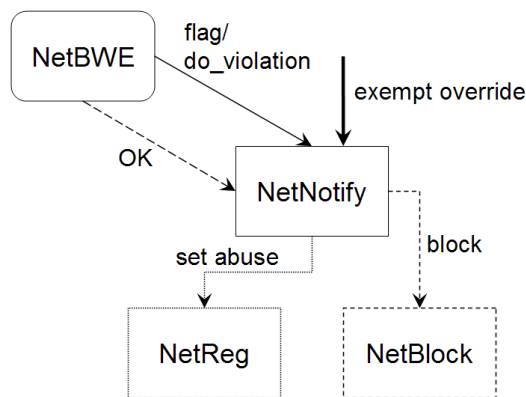 NetBWE
flag/
do_violation
exempt override
OK
NetNotify
set abuse
block
NetReg
NetBlock